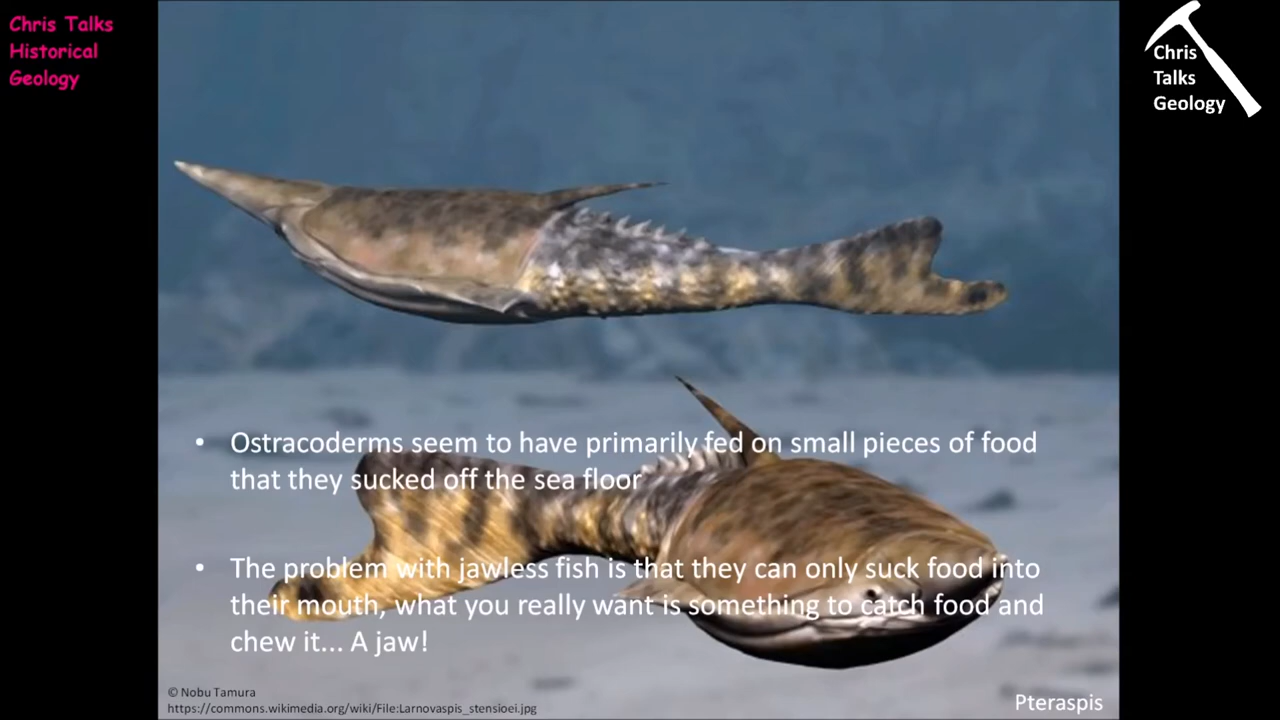 Chris Talks
Historical
Geology
Chris
Talks
Geology
• Ostracoderms seem to have primarily fed on small pieces of food
that they sucked off the sea floor
• The problem with jawless fish is that they can only suck food into
their mouth, what you really want is something to catch food and
chew it... A jaw!
© Nobu Tamura
https://commons.wikimedia.org/wiki/File:Larnovaspis_stensioei.jpg
Pteraspis